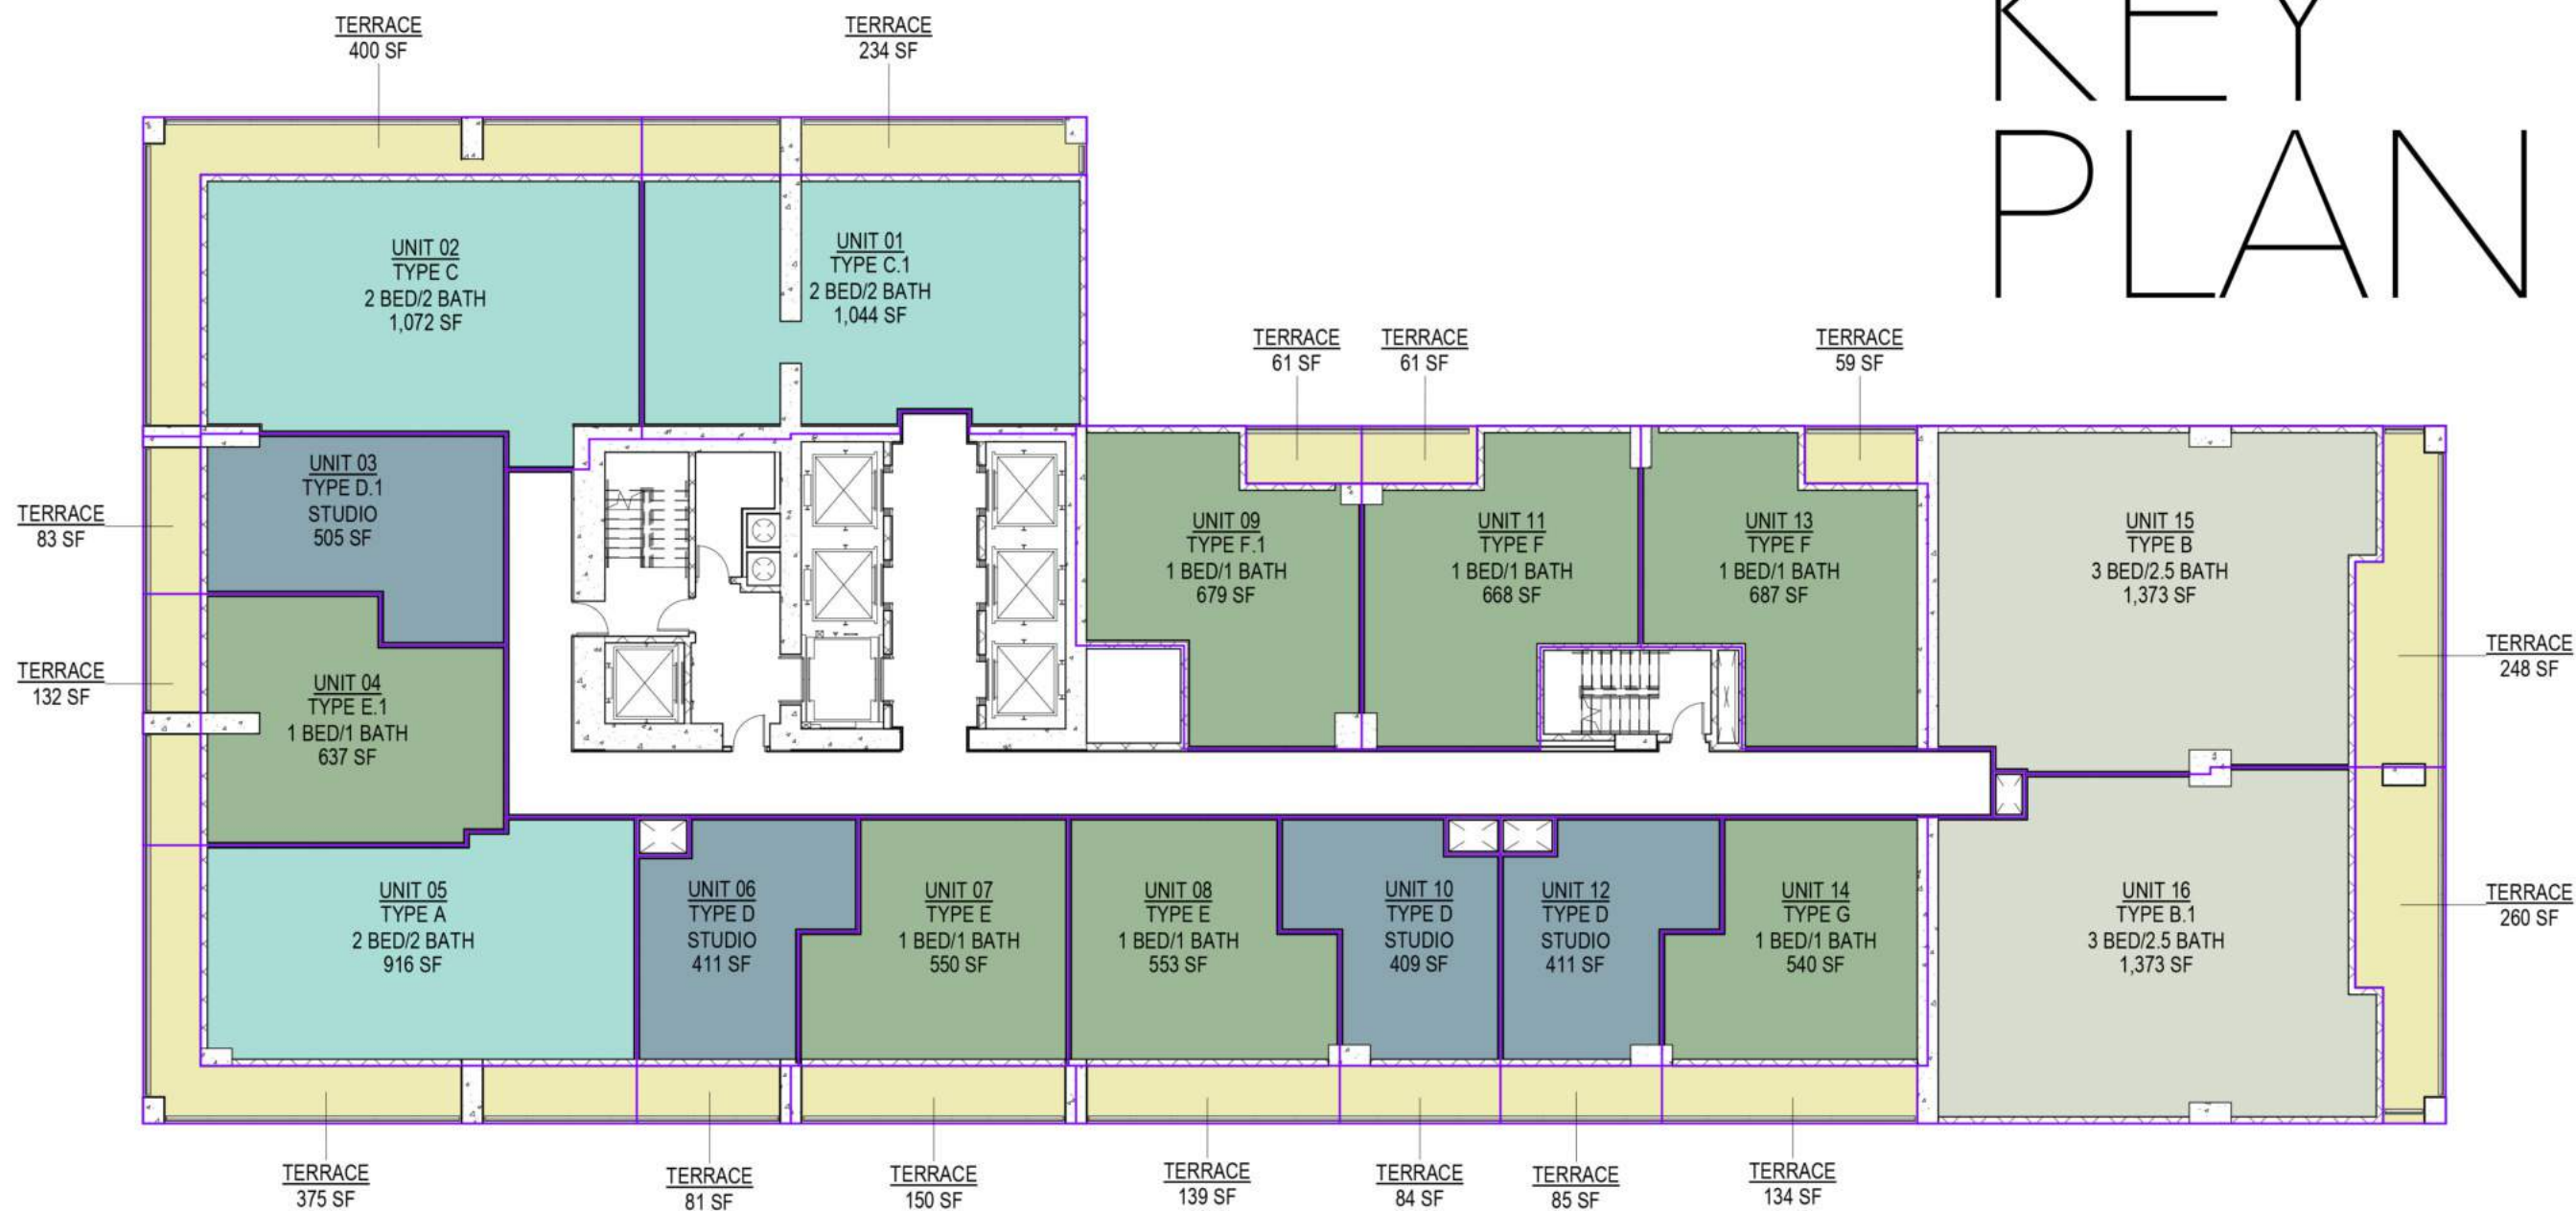 KEY
PLAN
TERRACE
400 SF
TERRACE
234 SF
UNIT 02
TYPE C
2 BED/2 BATH
1,072 SF
UNIT 01
TYPE C.1
2 BED/2 BATH
1,044 SF
TERRACE
61 SF
TERRACE
61 SF
TERRACE
59 SF
UNIT 03
TYPE D.1
STUDIO
505 SF
TERRACE
83 SF
UNIT 09
TYPE F.1
1 BED/1 BATH
679 SF
UNIT 11
TYPE F
1 BED/1 BATH
668 SF
UNIT 13
TYPE F
1 BED/1 BATH
687 SF
UNIT 15
TYPE B
3 BED/2.5 BATH
1,373 SF
TERRACE
248 SF
TERRACE
132 SF
UNIT 04
TYPE E.1
1 BED/1 BATH
637 SF
UNIT 05
TYPE A
2 BED/2 BATH
916 SF
UNIT 06
TYPE D
STUDIO
411 SF
UNIT 07
TYPE E
1 BED/1 BATH
550 SF
UNIT 08
TYPE E
1 BED/1 BATH
553 SF
UNIT 10
TYPE D
STUDIO
409 SF
UNIT 12
TYPE D
STUDIO
411 SF
UNIT 14
TYPE G
1 BED/1 BATH
540 SF
UNIT 16
TYPE B.1
3 BED/2.5 BATH
1,373 SF
TERRACE
260 SF
TERRACE
375 SF
TERRACE
81 SF
TERRACE
150 SF
TERRACE
139 SF
TERRACE
84 SF
TERRACE
85 SF
TERRACE
134 SF